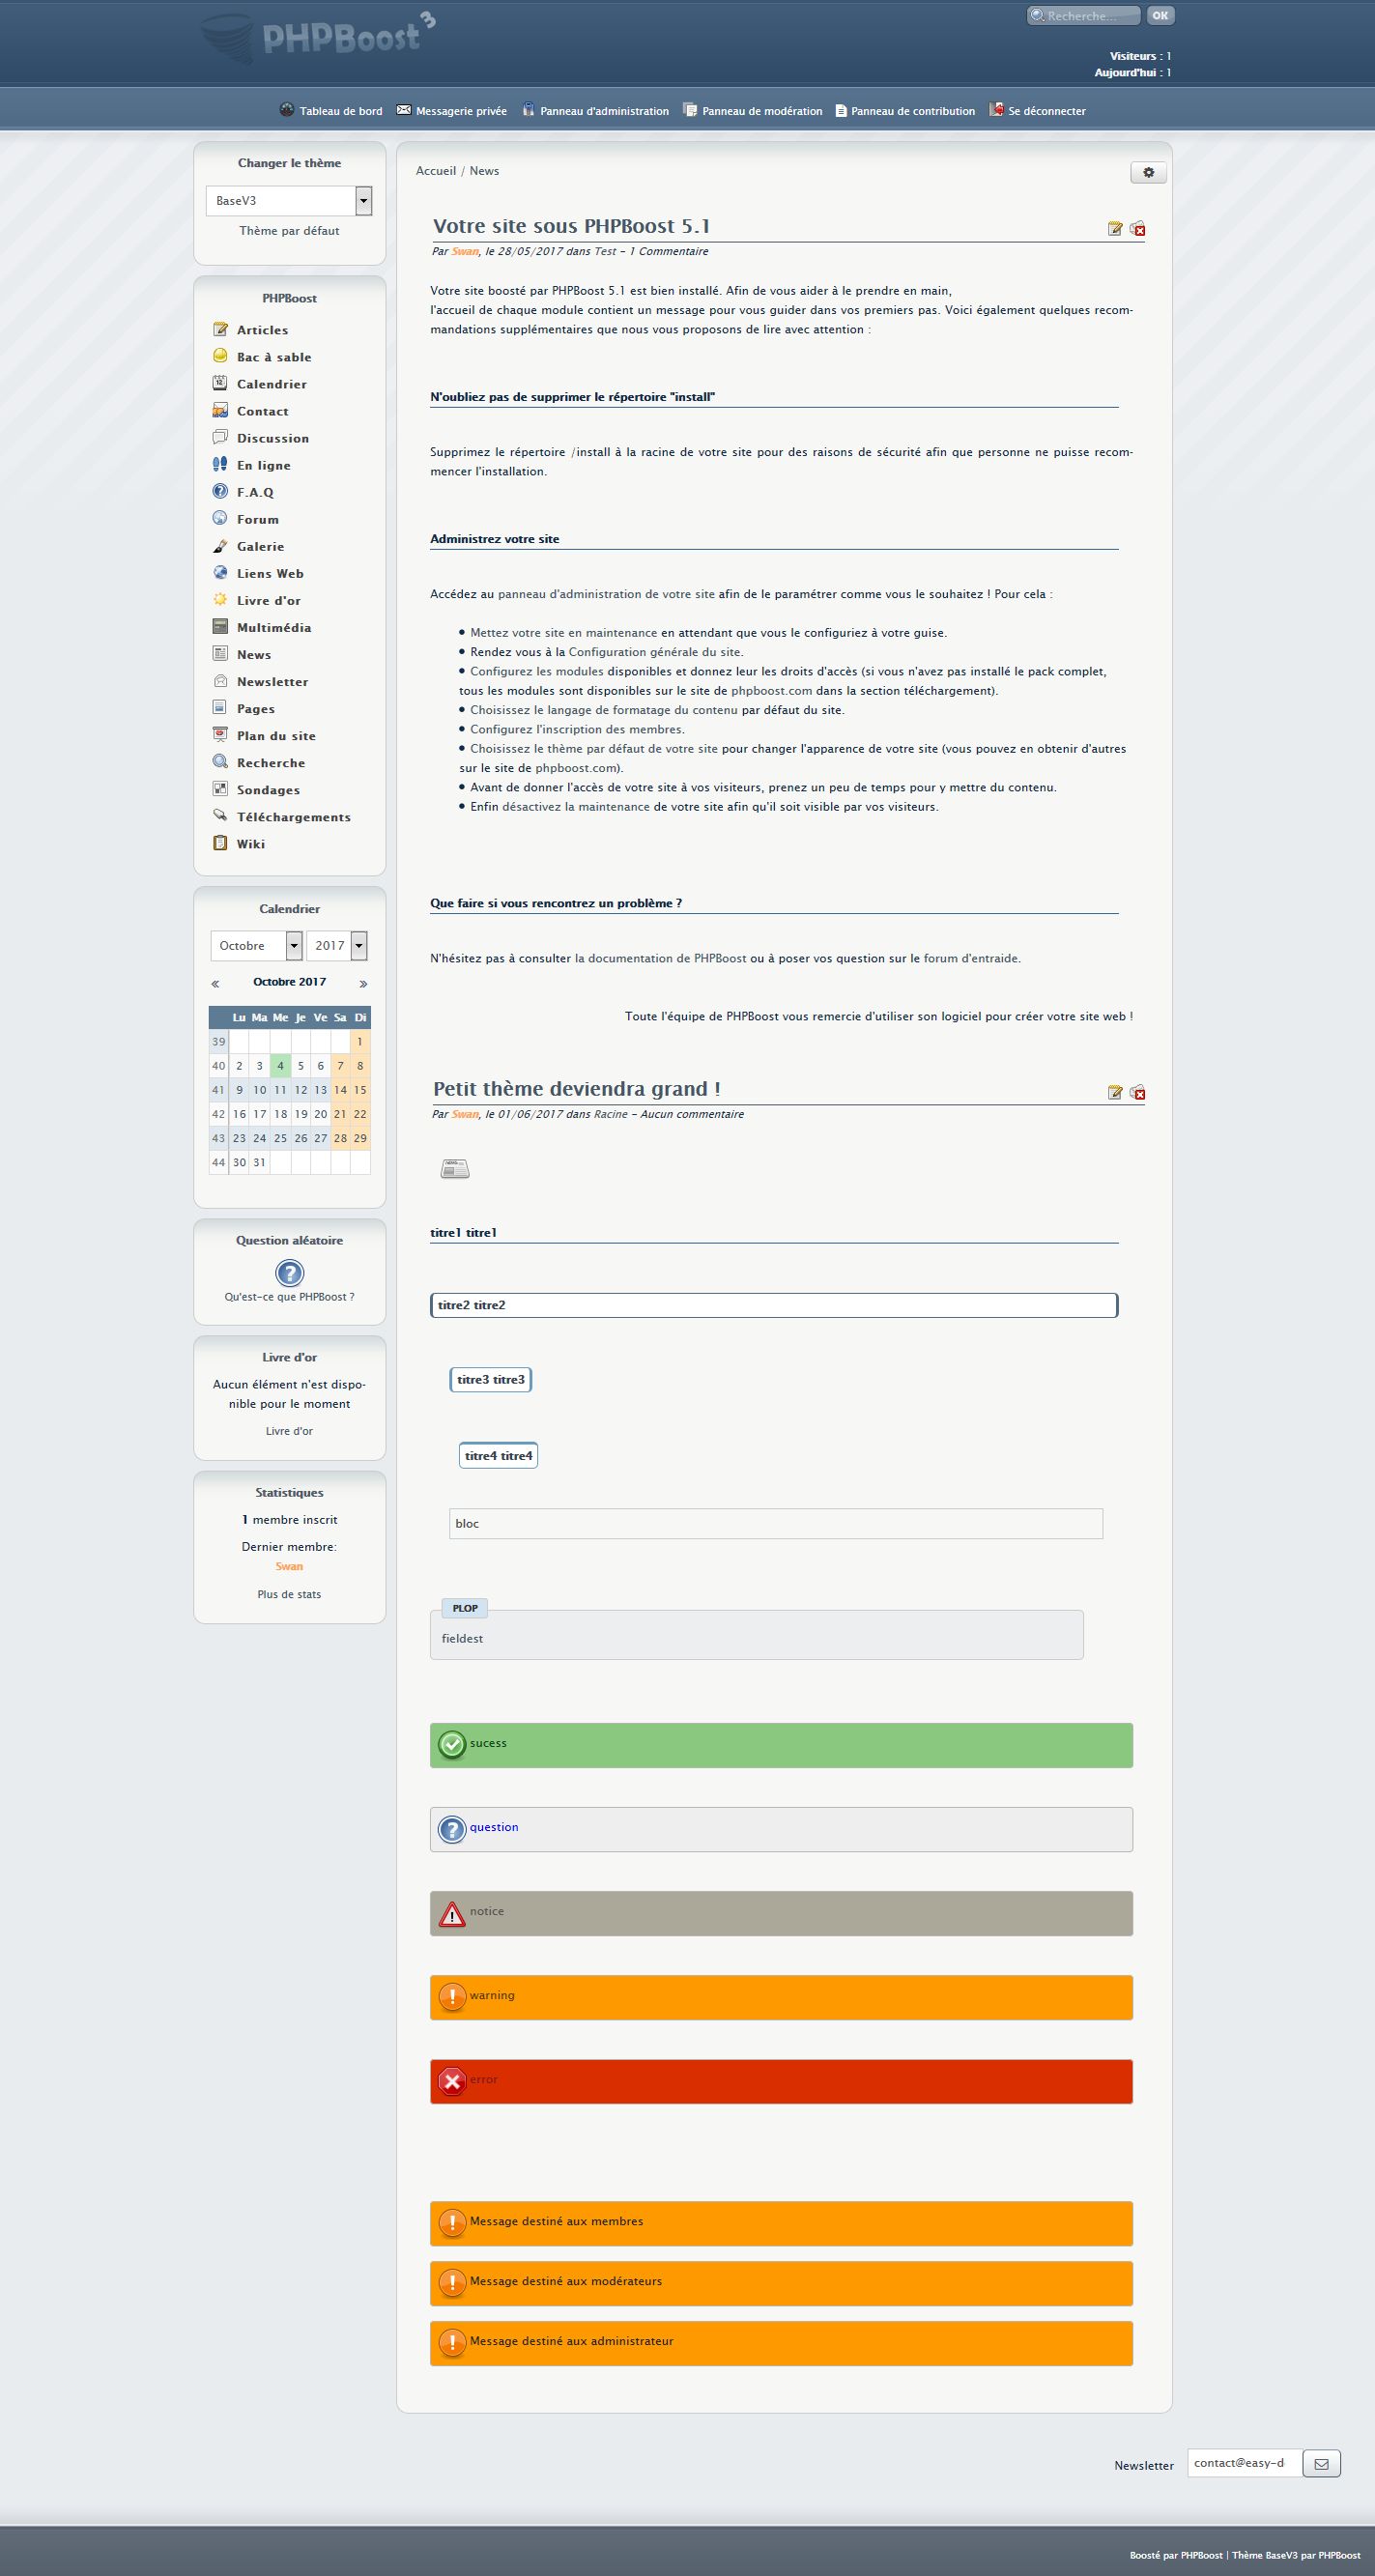 PHPBoost 3
Recherche...
OK
Visiteurs : 1
Aujourd'hui : 1
Tableau de bord Messagerie privée Panneau d'administration Panneau de modération Panneau de contribution Se déconnecter
Changer le thème
BaseV3
Thème par défaut
PHPBoost
Articles
Bac à sable
Calendrier
Contact
Discussion
En ligne
F.A.Q
Forum
Galerie
Liens Web
Livre d'or
Multimédia
News
Newsletter
Pages
Plan du site
Recherche
Sondages
Téléchargements
Wiki
Calendrier
Octobre 2017
« Octobre 2017 »
Lu Ma Me Je Ve Sa Di
39 1
40 2 3 4 5 6 7 8
41 9 10 11 12 13 14 15
42 16 17 18 19 20 21 22
43 23 24 25 26 27 28 29
44 30 31
Question aléatoire
Qu'est-ce que PHPBoost ?
Livre d'or
Aucun élément n'est dispo-
nible pour le moment
Livre d'or
Statistiques
1 membre inscrit
Dernier membre:
Swan
Plus de stats
Accueil / News
Votre site sous PHPBoost 5.1
Par Swan, le 28/05/2017 dans Test - 1 Commentaire
Votre site boosté par PHPBoost 5.1 est bien installé. Afin de vous aider à le prendre en main,
l'accueil de chaque module contient un message pour vous guider dans vos premiers pas. Voici également quelques recom-
mandations supplémentaires que nous vous proposons de lire avec attention :
N'oubliez pas de supprimer le répertoire "install"
Supprimez le répertoire /install à la racine de votre site pour des raisons de sécurité afin que personne ne puisse recom-
mencer l'installation.
Administrez votre site
Accédez au panneau d'administration de votre site afin de le paramétrer comme vous le souhaitez ! Pour cela :
• Mettez votre site en maintenance en attendant que vous le configuriez à votre guise.
• Rendez vous à la Configuration générale du site.
• Configurez les modules disponibles et donnez leur les droits d'accès (si vous n'avez pas installé le pack complet,
tous les modules sont disponibles sur le site de phpboost.com dans la section téléchargement).
• Choisissez le langage de formatage du contenu par défaut du site.
• Configurez l'inscription des membres.
• Choisissez le thème par défaut de votre site pour changer l'apparence de votre site (vous pouvez en obtenir d'autres
sur le site de phpboost.com).
• Avant de donner l'accès de votre site à vos visiteurs, prenez un peu de temps pour y mettre du contenu.
• Enfin désactivez la maintenance de votre site afin qu'il soit visible par vos visiteurs.
Que faire si vous rencontrez un problème ?
N'hésitez pas à consulter la documentation de PHPBoost ou à poser vos question sur le forum d'entraide.
Toute l'équipe de PHPBoost vous remercie d'utiliser son logiciel pour créer votre site web !
Petit thème deviendra grand !
Par Swan, le 01/06/2017 dans Racine - Aucun commentaire
titre1 titre1
titre2 titre2
titre3 titre3
titre4 titre4
bloc
PLOP
fieldest
sucess
question
notice
warning
error
Message destiné aux membres
Message destiné aux modérateurs
Message destiné aux administrateur
Newsletter contact@easy-d
Boosté par PHPBoost | Thème BaseV3 par PHPBoost